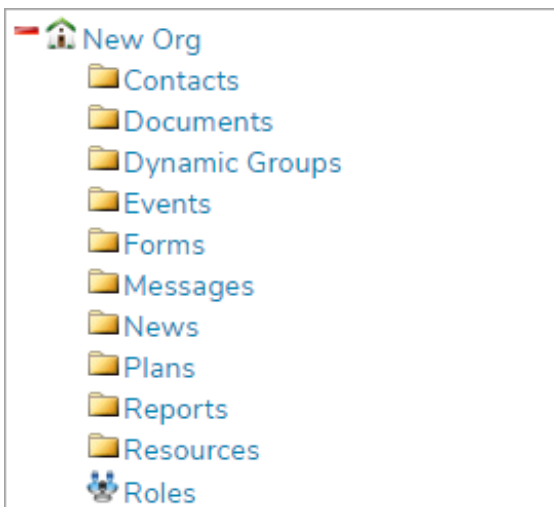 New Org
Contacts
Documents
Dynamic Groups
Events
Forms
Messages
News
Plans
Reports
Resources
Roles